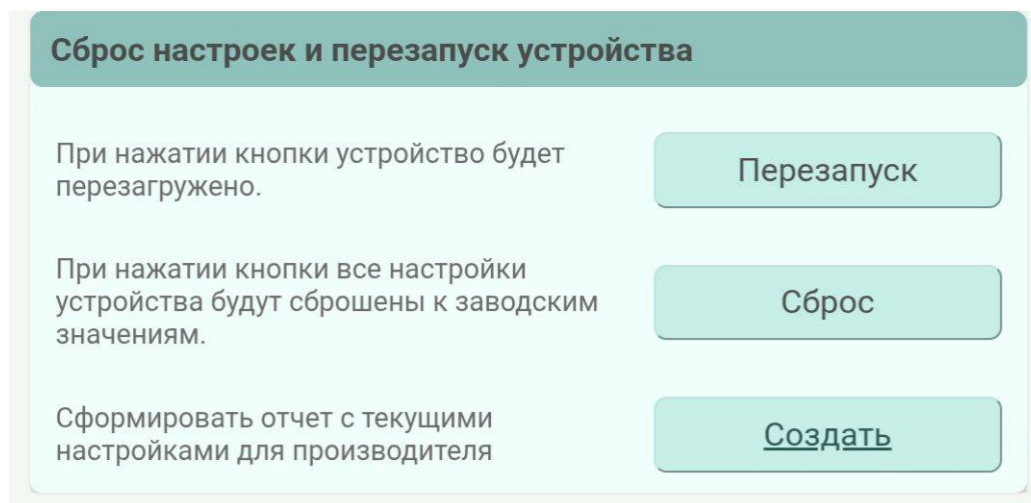 Сброс настроек и перезапуск устройства
При нажатии кнопки устройство будет
перезагружено.
Перезапуск
При нажатии кнопки все настройки
устройства будут сброшены к заводским
значениям.
Сброс
Сформировать отчет с текущими
настройками для производителя
Создать